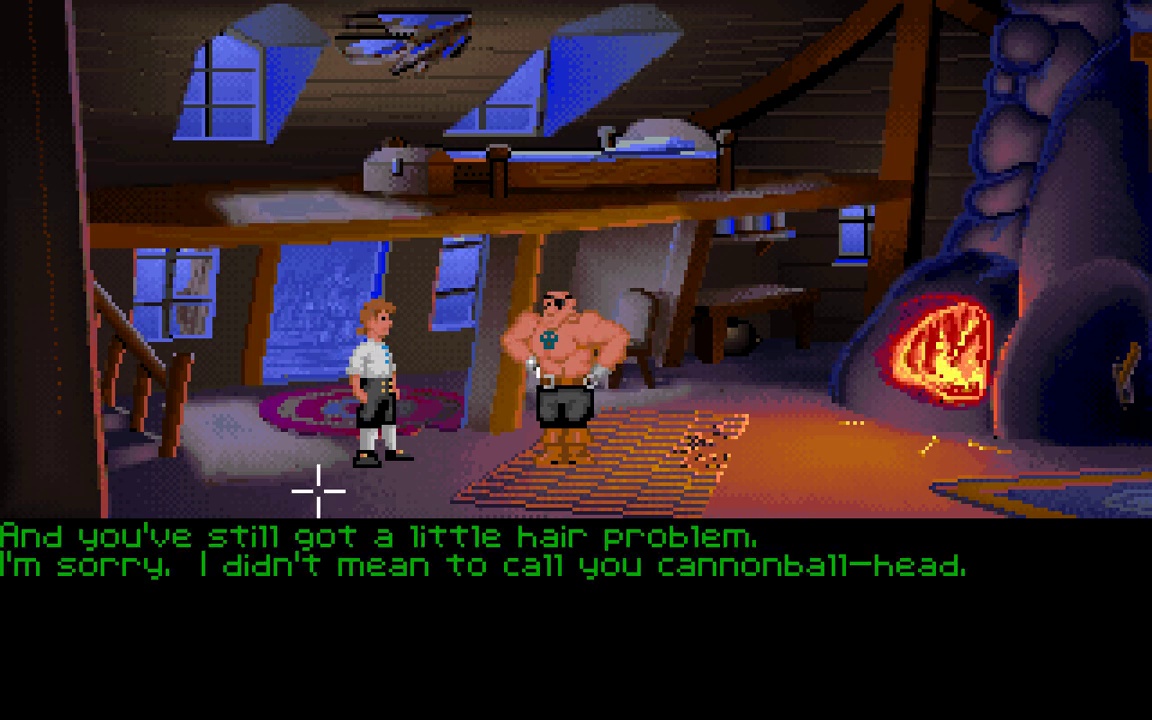 And you've still got a little hair problem.
I'm sorry.  I didn't mean to call you cannonball-head.